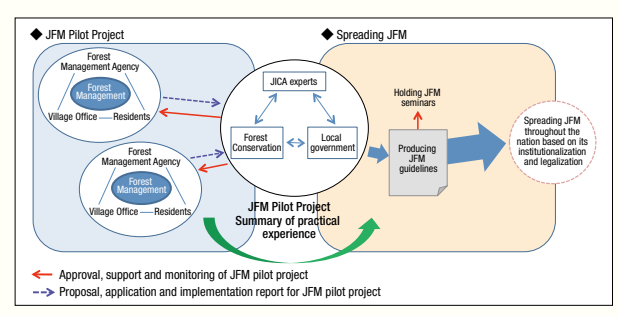 ◆ JFM Pilot Project
Forest
Management Agency
Forest
Management
Village Office
Residents
Forest
Management Agency
Forest
Management
Village Office
Residents
JICA experts
Forest
Conservation
Local
government
JFM Pilot Project
Summary of practical
experience
◆ Spreading JFM
Holding JFM
seminars
Producing
JFM
guidelines
Spreading JFM
throughout the
nation based on its
institutionalization
and legalization
Approval, support and monitoring of JFM pilot project
Proposal, application and implementation report for JFM pilot project